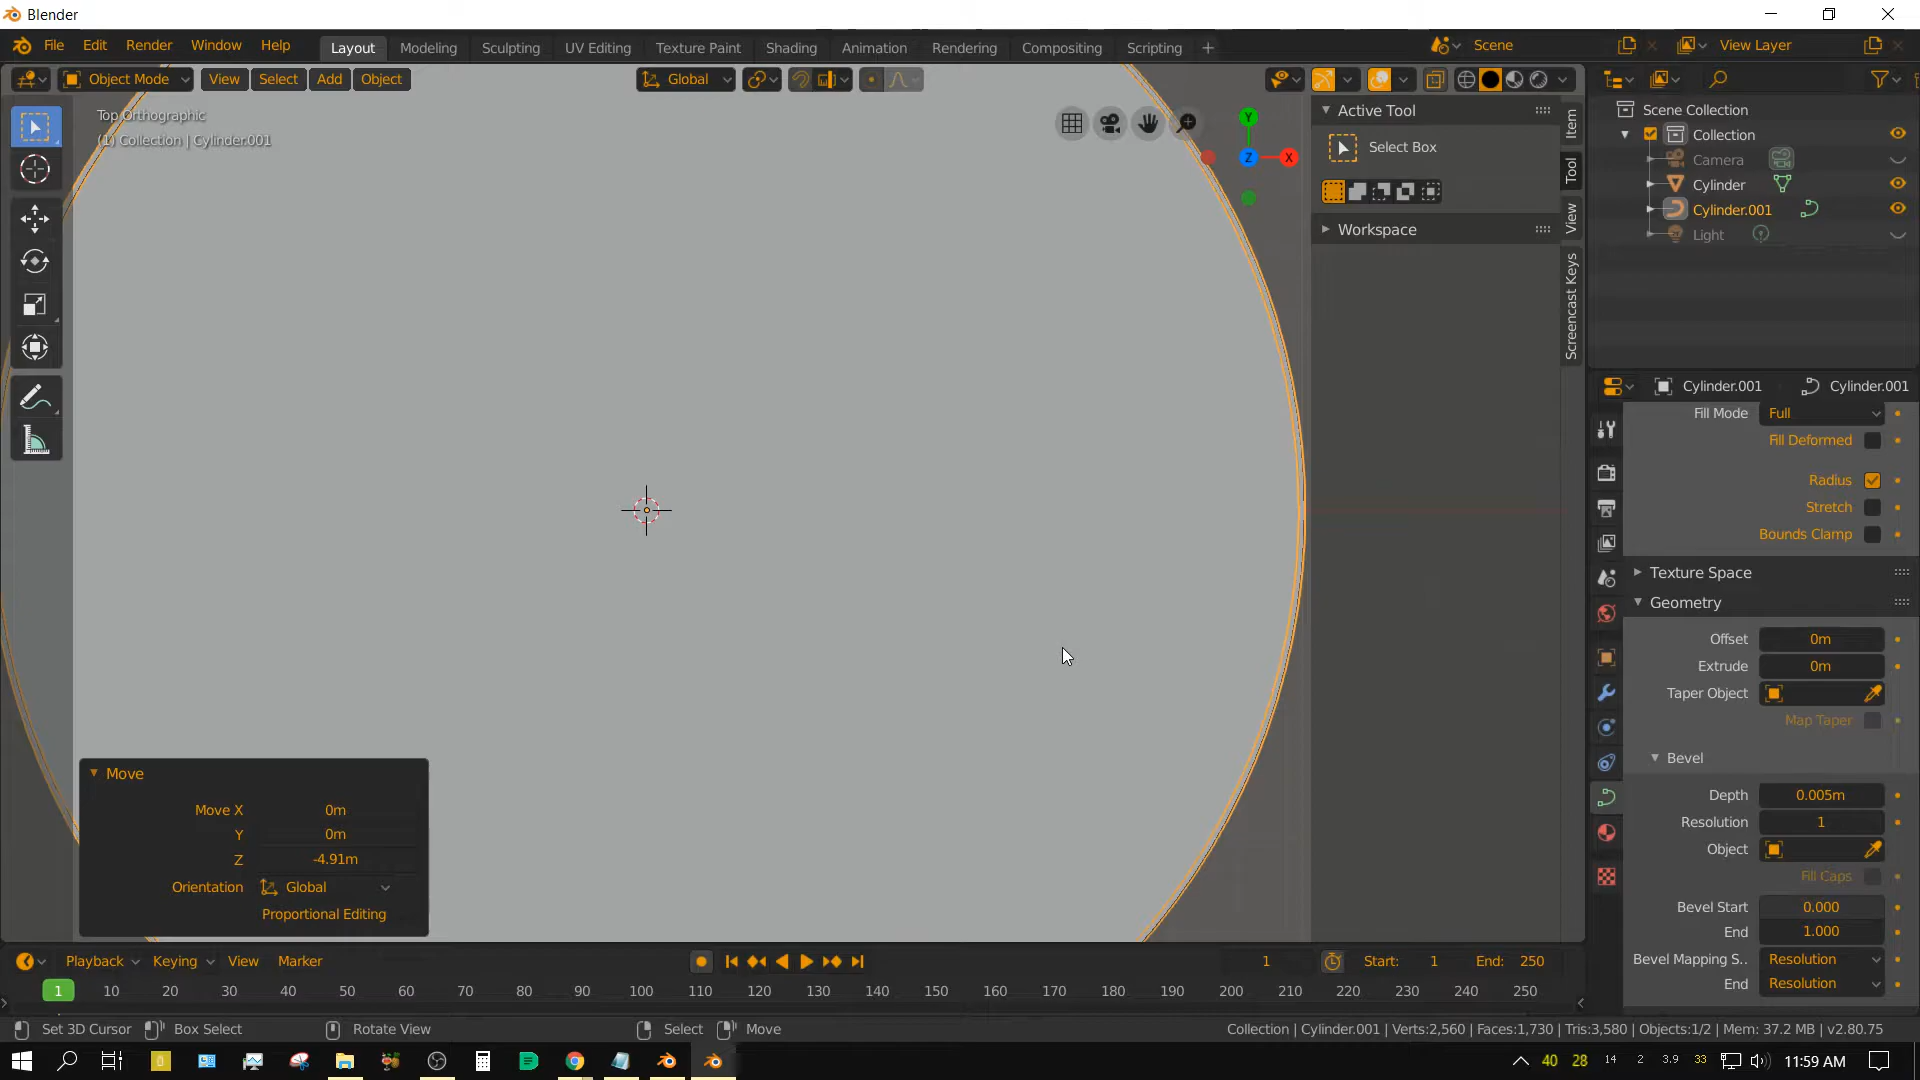 Blender
File Edit Render Window Help Layout Modeling Sculpting UV Editing Texture Paint Shading Animation Rendering Compositing Scripting + Scene View Layer
Object Mode View Select Add Object Global
Top Orthographic
(1) Collection | Cylinder.001
Y
Z X
Active Tool
Select Box
Workspace
Item
Tool
View
Screencast Keys
Scene Collection
Collection
Camera
Cylinder
Cylinder.001
Light
Cylinder.001 Cylinder.001
Fill Mode Full
Fill Deformed
Radius
Stretch
Bounds Clamp
Texture Space
Geometry
Offset 0m
Extrude 0m
Taper Object
Map Taper
Bevel
Depth 0.005m
Resolution 1
Object
Fill Caps
Bevel Start 0.000
End 1.000
Bevel Mapping S.. Resolution
End Resolution
Move
Move X 0m
Y 0m
Z -4.91m
Orientation Global
Proportional Editing
Playback Keying View Marker 1 Start: 1 End: 250
1 10 20 30 40 50 60 70 80 90 100 110 120 130 140 150 160 170 180 190 200 210 220 230 240 250
Set 3D Cursor Box Select Rotate View Select Move Collection | Cylinder.001 | Verts:2,560 | Faces:1,730 | Tris:3,580 | Objects:1/2 | Mem: 37.2 MB | v2.80.75
40 28 14 2 3.9 33 11:59 AM